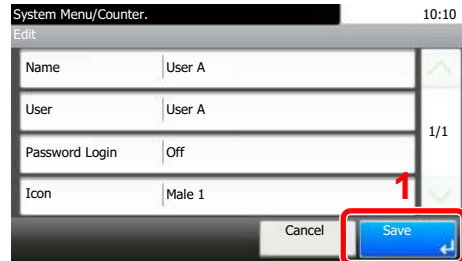 System Menu/Counter. 10:10
Edit
Name User A
User User A
1/1
Password Login Off
Icon Male 1
1
Cancel Save